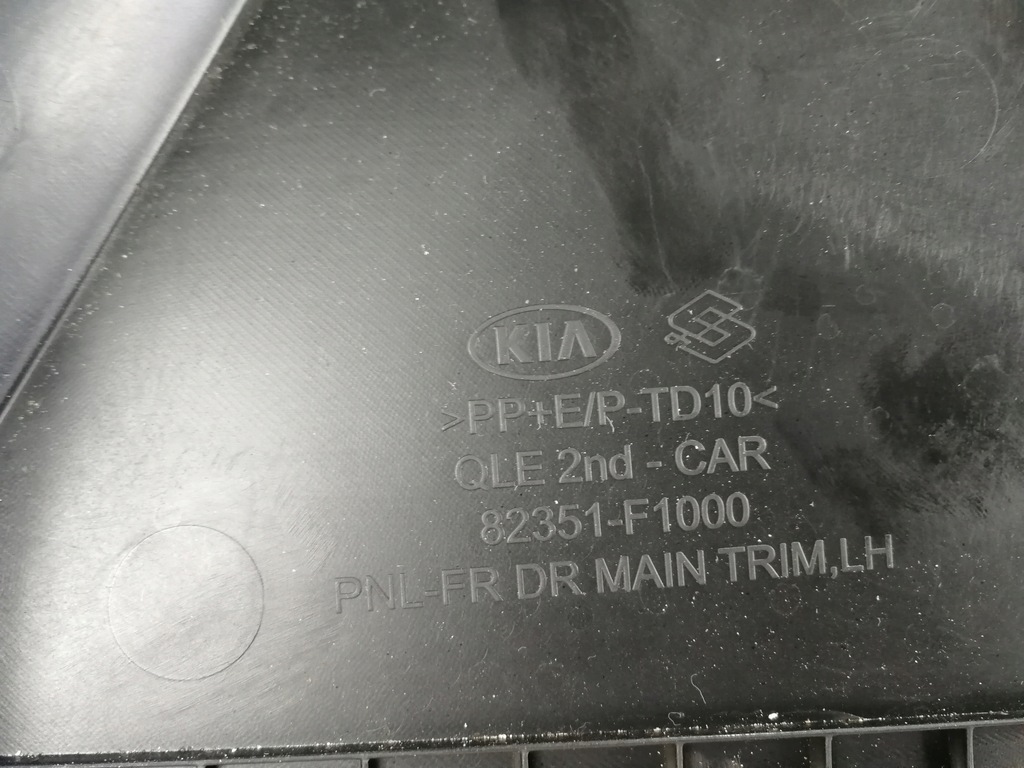 KIA
>PP+E/P-TD10<
QLE 2nd - CAR
82351-F1000
PNL-FR DR MAIN TRIM,LH